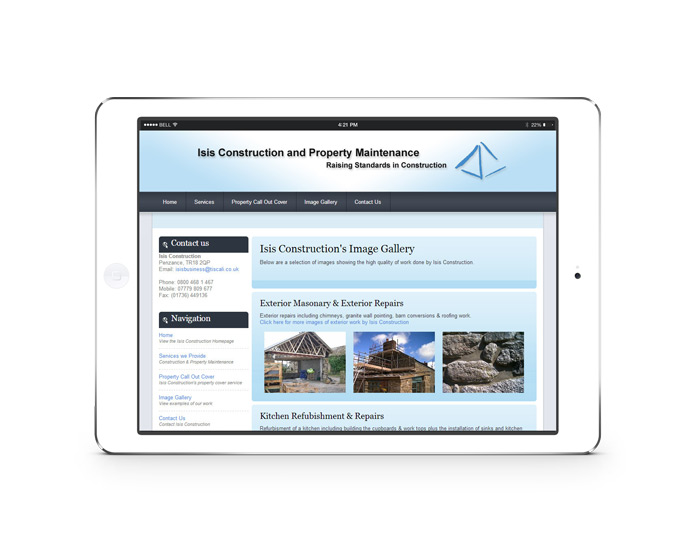 BELL
4:21 PM
22%
Isis Construction and Property Maintenance
Raising Standards in Construction
Home Services Property Call Out Cover Image Gallery Contact Us
Contact us
Isis Construction
Penzance, TR18 2QP
Email: isisbusiness@tiscali.co.uk
Phone: 0800 468 1 467
Mobile: 07779 809 677
Fax: (01736) 449136
Navigation
Home
View the Isis Construction Homepage
Services we Provide
Construction & Property Maintenance
Property Call Out Cover
Isis Construction's property cover service
Image Gallery
View examples of our work
Contact Us
Contact Isis Construction
Isis Construction's Image Gallery
Below are a selection of images showing the high quality of work done by Isis Construction.
Exterior Masonary & Exterior Repairs
Exterior repairs including chimneys, granite wall pointing, barn conversions & roofing work.
Click here for more images of exterior work by Isis Construction
Kitchen Refubishment & Repairs
Refurbisment of a kitchen including building the cupboards & work tops plus the installation of sinks and kitchen